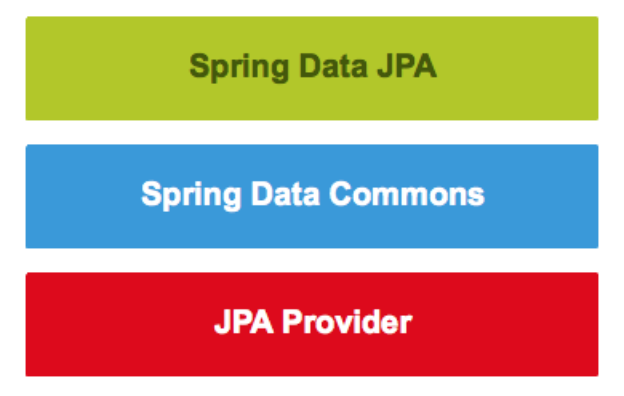 Spring Data JPA
Spring Data Commons
JPA Provider